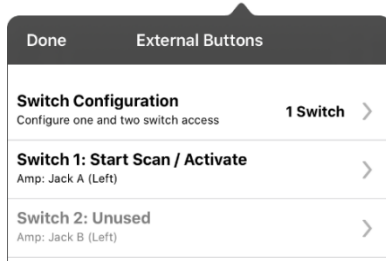 Done External Buttons
Switch Configuration
Configure one and two switch access
1 Switch
Switch 1: Start Scan / Activate
Amp: Jack A (Left)
Switch 2: Unused
Amp: Jack B (Left)